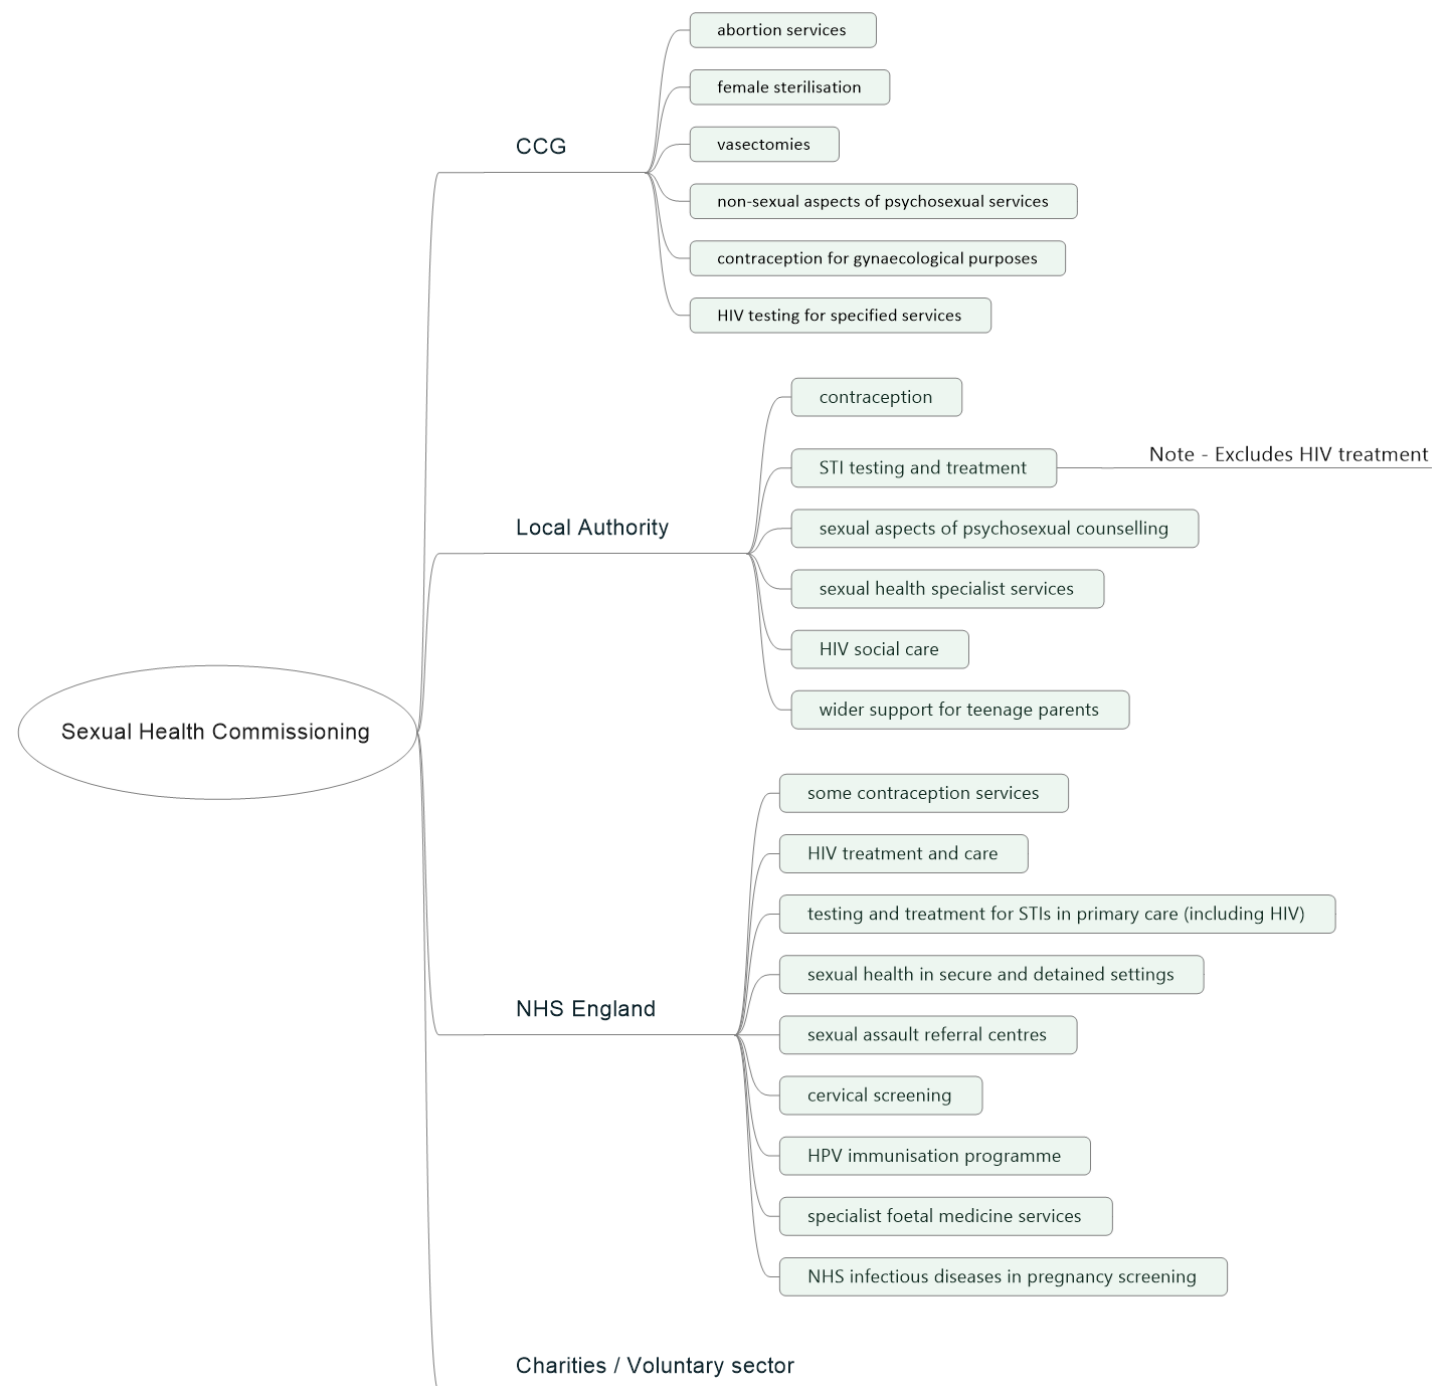 Sexual Health Commissioning
CCG
abortion services
female sterilisation
vasectomies
non-sexual aspects of psychosexual services
contraception for gynaecological purposes
HIV testing for specified services
Local Authority
contraception
STI testing and treatment
Note - Excludes HIV treatment
sexual aspects of psychosexual counselling
sexual health specialist services
HIV social care
wider support for teenage parents
NHS England
some contraception services
HIV treatment and care
testing and treatment for STIs in primary care (including HIV)
sexual health in secure and detained settings
sexual assault referral centres
cervical screening
HPV immunisation programme
specialist foetal medicine services
NHS infectious diseases in pregnancy screening
Charities / Voluntary sector